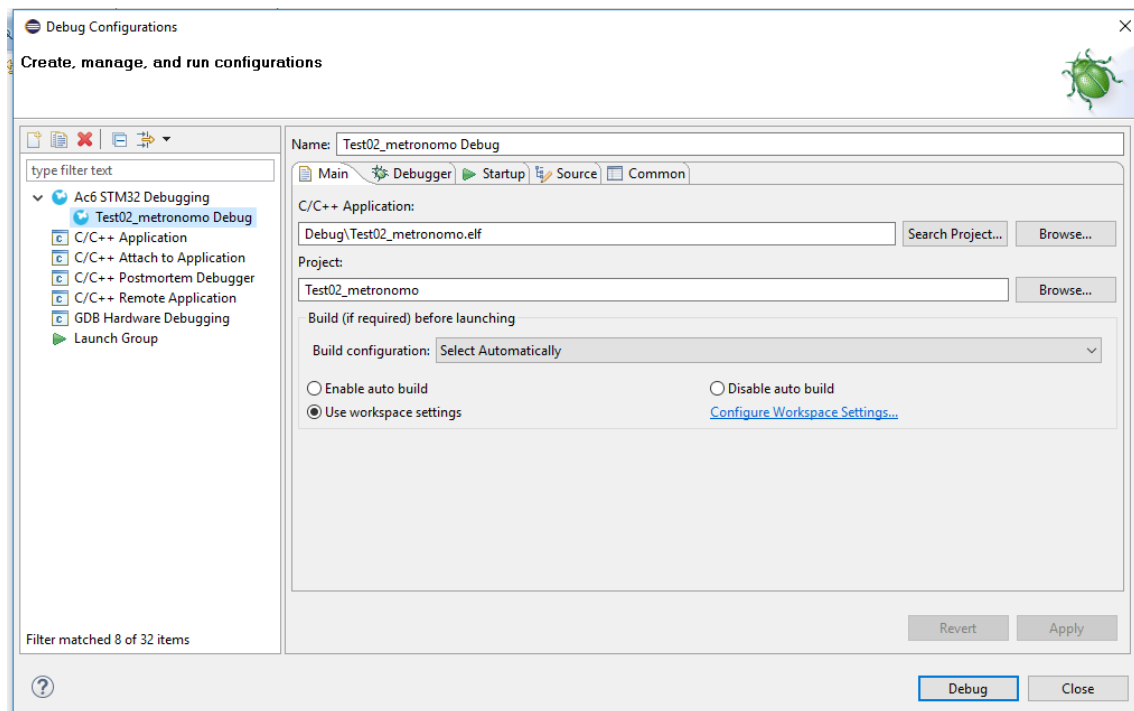 Debug Configurations
Create, manage, and run configurations
type filter text
Ac6 STM32 Debugging
Test02_metronomo Debug
C/C++ Application
C/C++ Attach to Application
C/C++ Postmortem Debugger
C/C++ Remote Application
GDB Hardware Debugging
Launch Group
Filter matched 8 of 32 items
Name: Test02_metronomo Debug
Main Debugger Startup Source Common
C/C++ Application:
Debug\Test02_metronomo.elf Search Project... Browse...
Project:
Test02_metronomo Browse...
Build (if required) before launching
Build configuration: Select Automatically
Enable auto build Disable auto build
Use workspace settings Configure Workspace Settings...
Revert Apply
? Debug Close